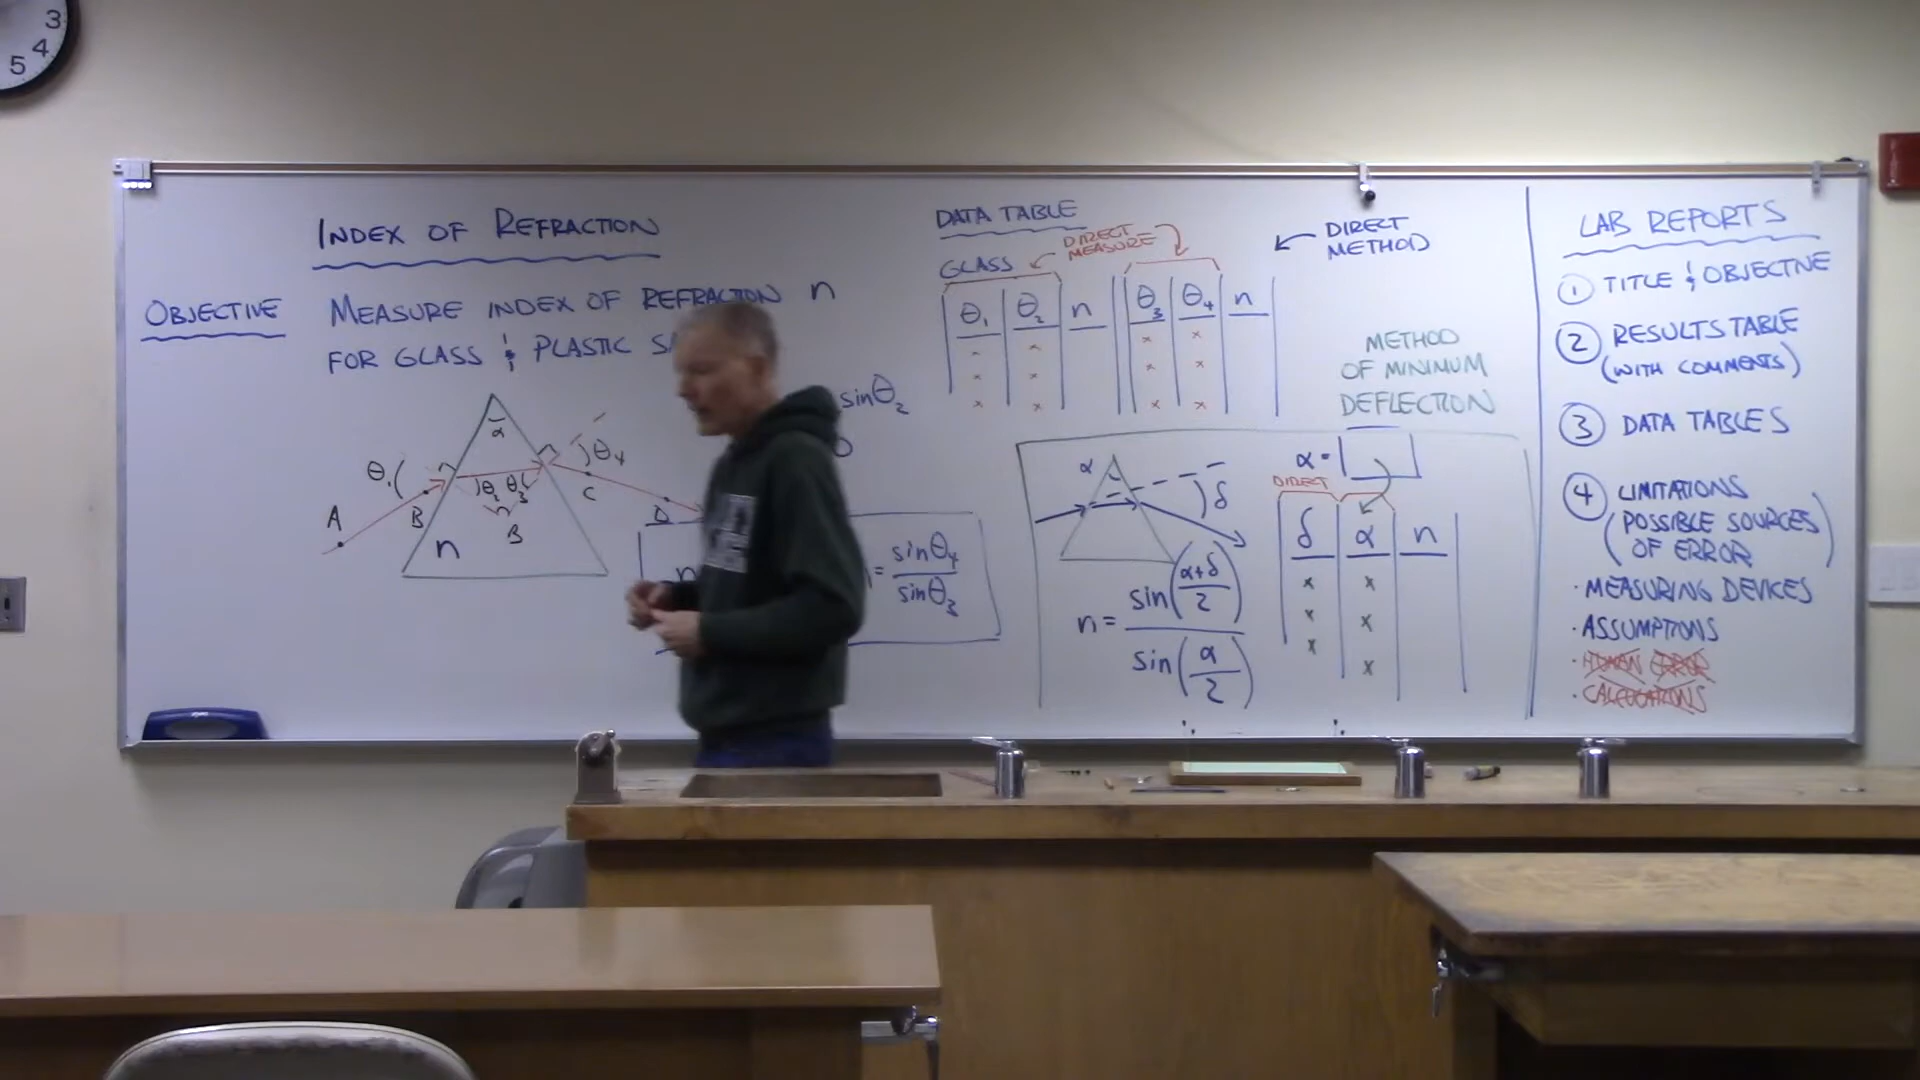 3
4
5
INDEX OF REFRACTION
OBJECTIVE
MEASURE INDEX OF REFRACTION n
FOR GLASS & PLASTIC
α
θ₁
θ₂ θ₃
θ₄
A
B
C
D
B
n
sinθ₂
n
= sinθ₄
sinθ₃
DATA TABLE
DIRECT
MEASURE
GLASS
DIRECT
METHOD
θ₁ θ₂ n θ₃ θ₄ n
x x
x x
x x x x
x x x x
METHOD
OF MINIMUM
DEFLECTION
α
δ
n = sin(α+δ/2)
sin(α/2)
α =
DIRECT
δ α n
x x
x x
x x
LAB REPORTS
① TITLE & OBJECTIVE
② RESULTS TABLE
(WITH COMMENTS)
③ DATA TABLES
④ LIMITATIONS
(POSSIBLE SOURCES
OF ERROR)
· MEASURING DEVICES
· ASSUMPTIONS
· HUMAN ERROR
· CALCULATIONS